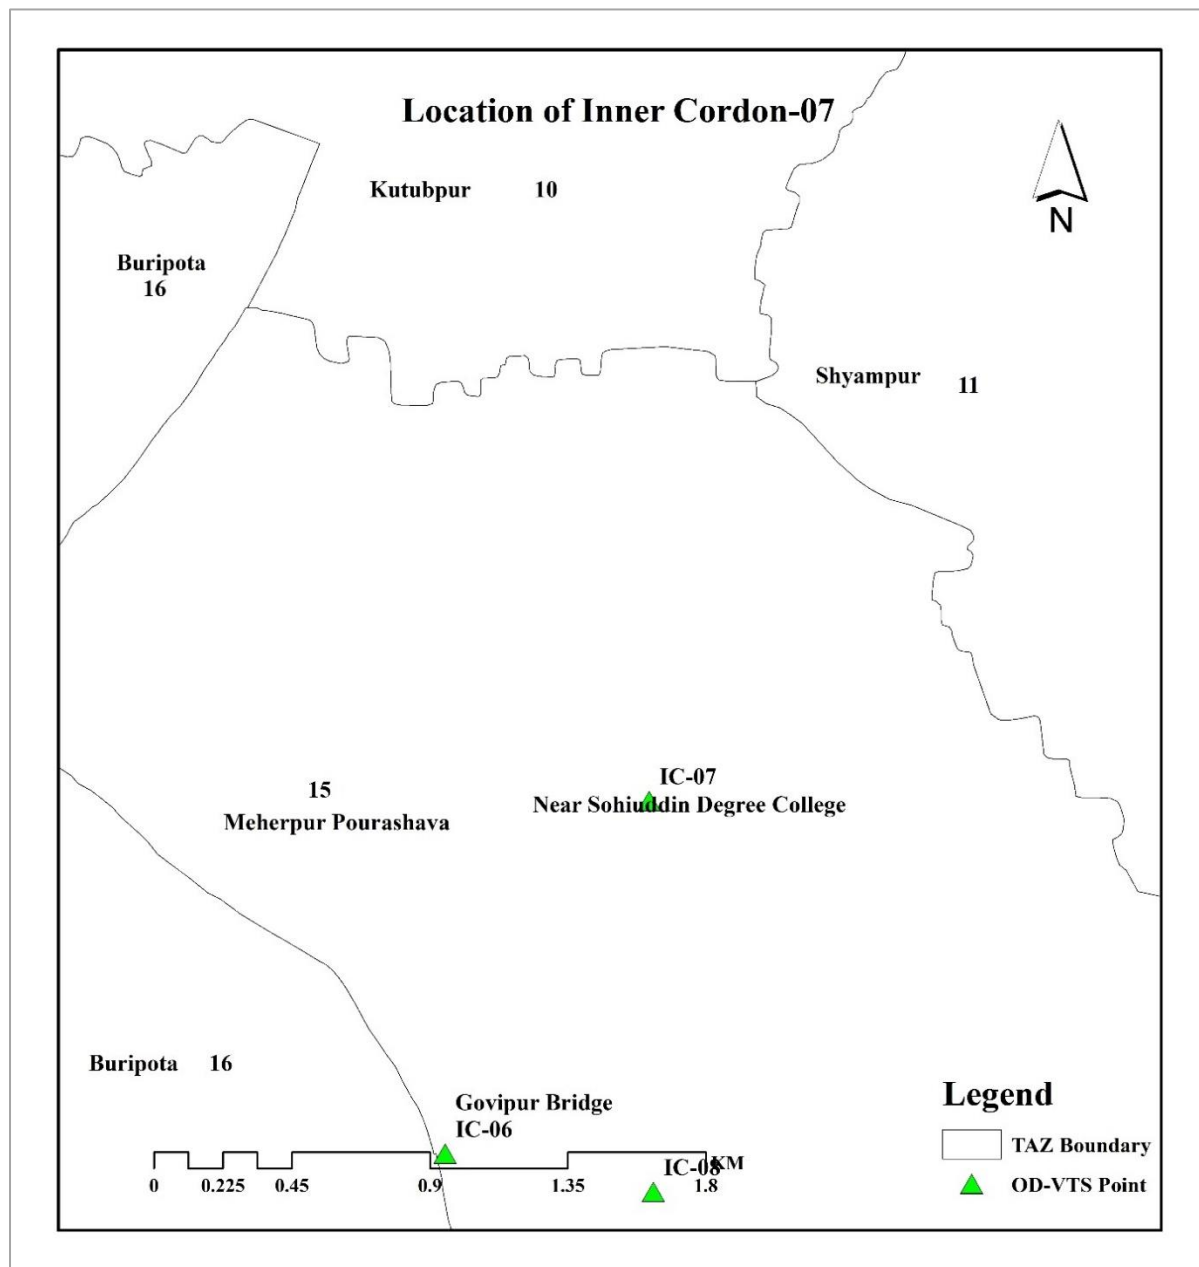 Location of Inner Cordon-07
Kutubpur 10
N
Buripota
16
Shyampur 11
IC-07
15
Near Sohiuddin Degree College
Meherpur Pourashava
Buripota 16
Legend
Govipur Bridge
IC-06
TAZ Boundary
IC-08
KM
0 0.225 0.45 0.9 1.35 1.8
OD-VTS Point